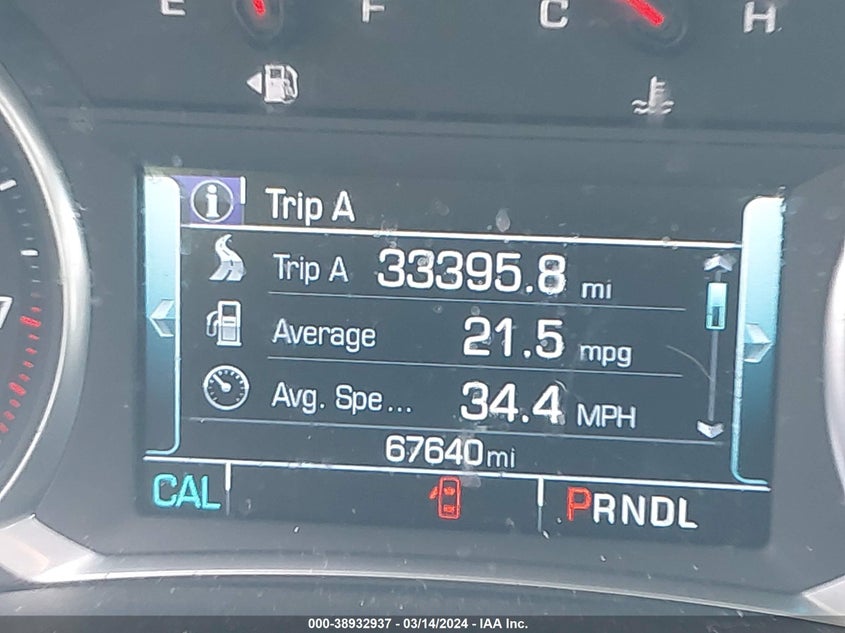 E F C H
Trip A
Trip A 33395.8 mi
Average 21.5 mpg
Avg. Spe... 34.4 MPH
67640mi
CAL PRNDL
7
000-38932937 - 03/14/2024 - IAA Inc.